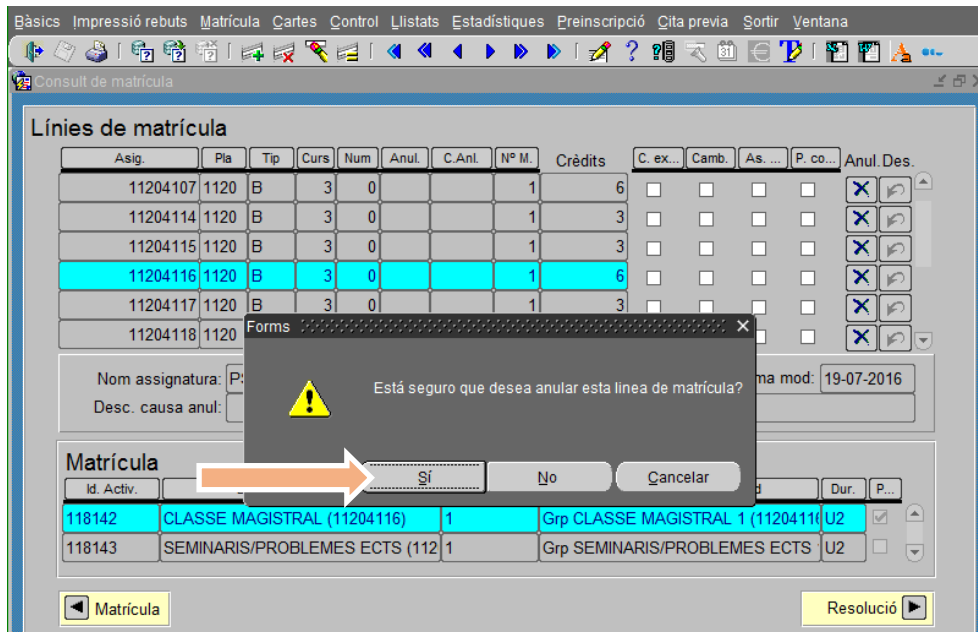 Bàsics Impressió rebuts Matrícula Cartes Control Llistats Estadístiques Preinscripció Cita previa Sortir Ventana
Consult de matrícula
Línies de matrícula
Asig. Pla Tip Curs Num Anul. C.Anl. Nº M. Crèdits C. ex... Camb. As. ... P. co... Anul. Des.
11204107 1120 B 3 0 1 6
11204114 1120 B 3 0 1 3
11204115 1120 B 3 0 1 3
11204116 1120 B 3 0 1 6
11204117 1120 B 3 0 1 3
11204118 1120
Forms
Está seguro que desea anular esta linea de matrícula?
Sí No Cancelar
Nom assignatura: ma mod: 19-07-2016
Desc. causa anul:
Matrícula
Id. Activ. Dur. P...
118142 CLASSE MAGISTRAL (11204116) 1 Grp CLASSE MAGISTRAL 1 (1120411 U2
118143 SEMINARIS/PROBLEMES ECTS (112 1 Grp SEMINARIS/PROBLEMES ECTS U2
Matrícula Resolució